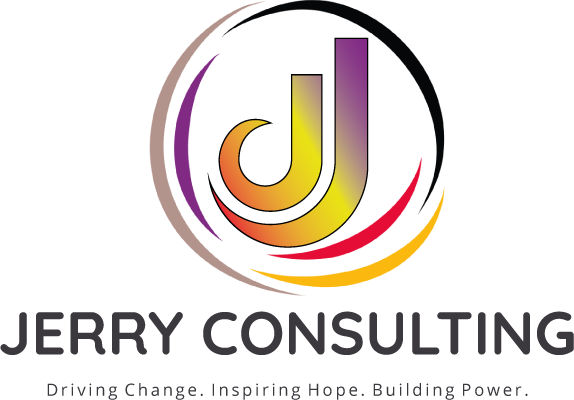 JERRY CONSULTING
Driving Change. Inspiring Hope. Building Power.